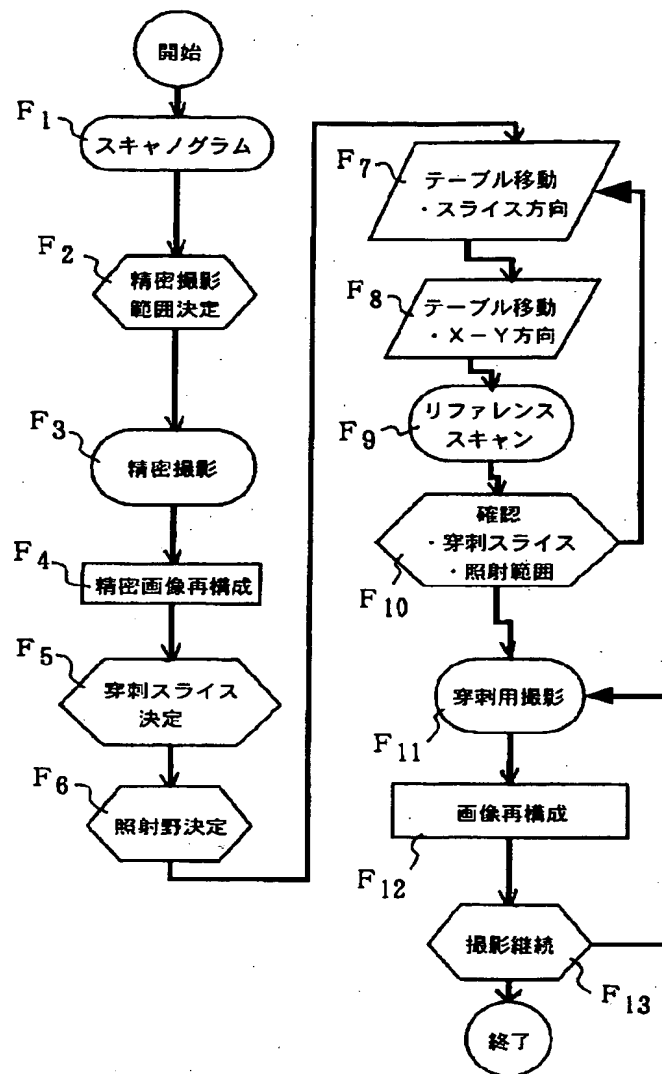 開始
F1
スキャノグラム
F2
精密撮影
範囲決定
F3
精密撮影
F4
精密画像再構成
F5
穿刺スライス
決定
F6
照射野決定
F7
テーブル移動
・スライス方向
F8
テーブル移動
・X－Y方向
F9
リファレンス
スキャン
F10
確認
・穿刺スライス
・照射範囲
F11
穿刺用撮影
F12
画像再構成
F13
撮影継続
終了